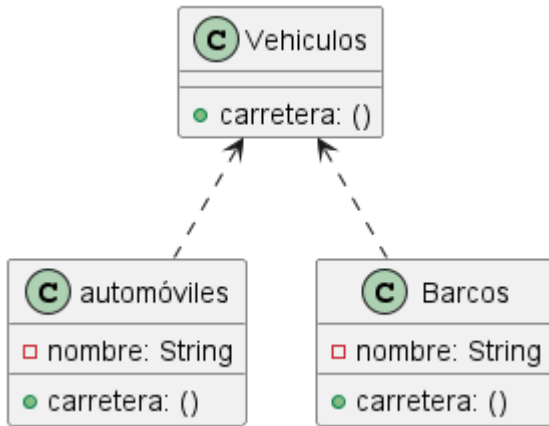 C Vehiculos
carretera: ()
C automóviles
nombre: String
carretera: ()
C Barcos
nombre: String
carretera: ()